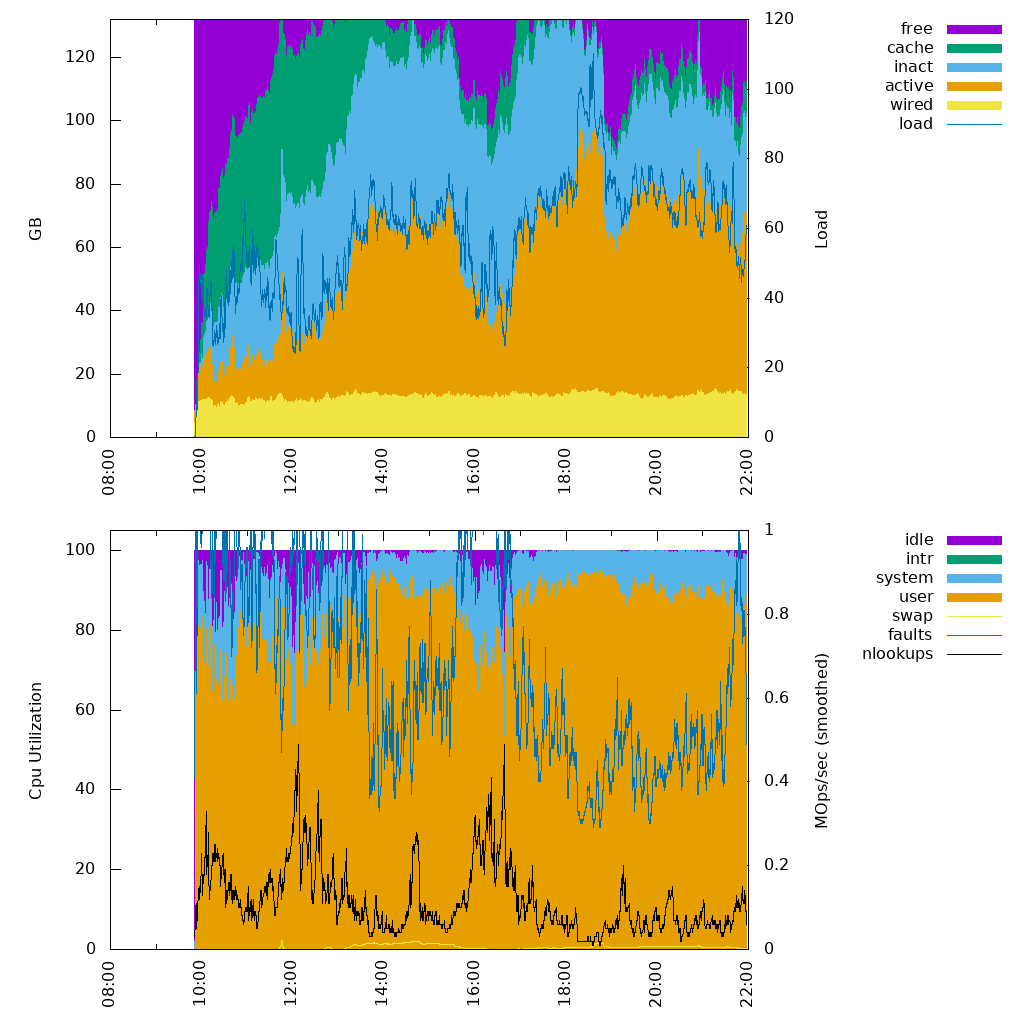 GB
120
100
80
60
40
20
0
120
100
80
60
40
20
0
Load
08:00
10:00
12:00
14:00
16:00
18:00
20:00
22:00
free
cache
inact
active
wired
load
Cpu Utilization
100
80
60
40
20
0
1
0.8
0.6
0.4
0.2
0
MOps/sec (smoothed)
08:00
10:00
12:00
14:00
16:00
18:00
20:00
22:00
idle
intr
system
user
swap
faults
nlookups